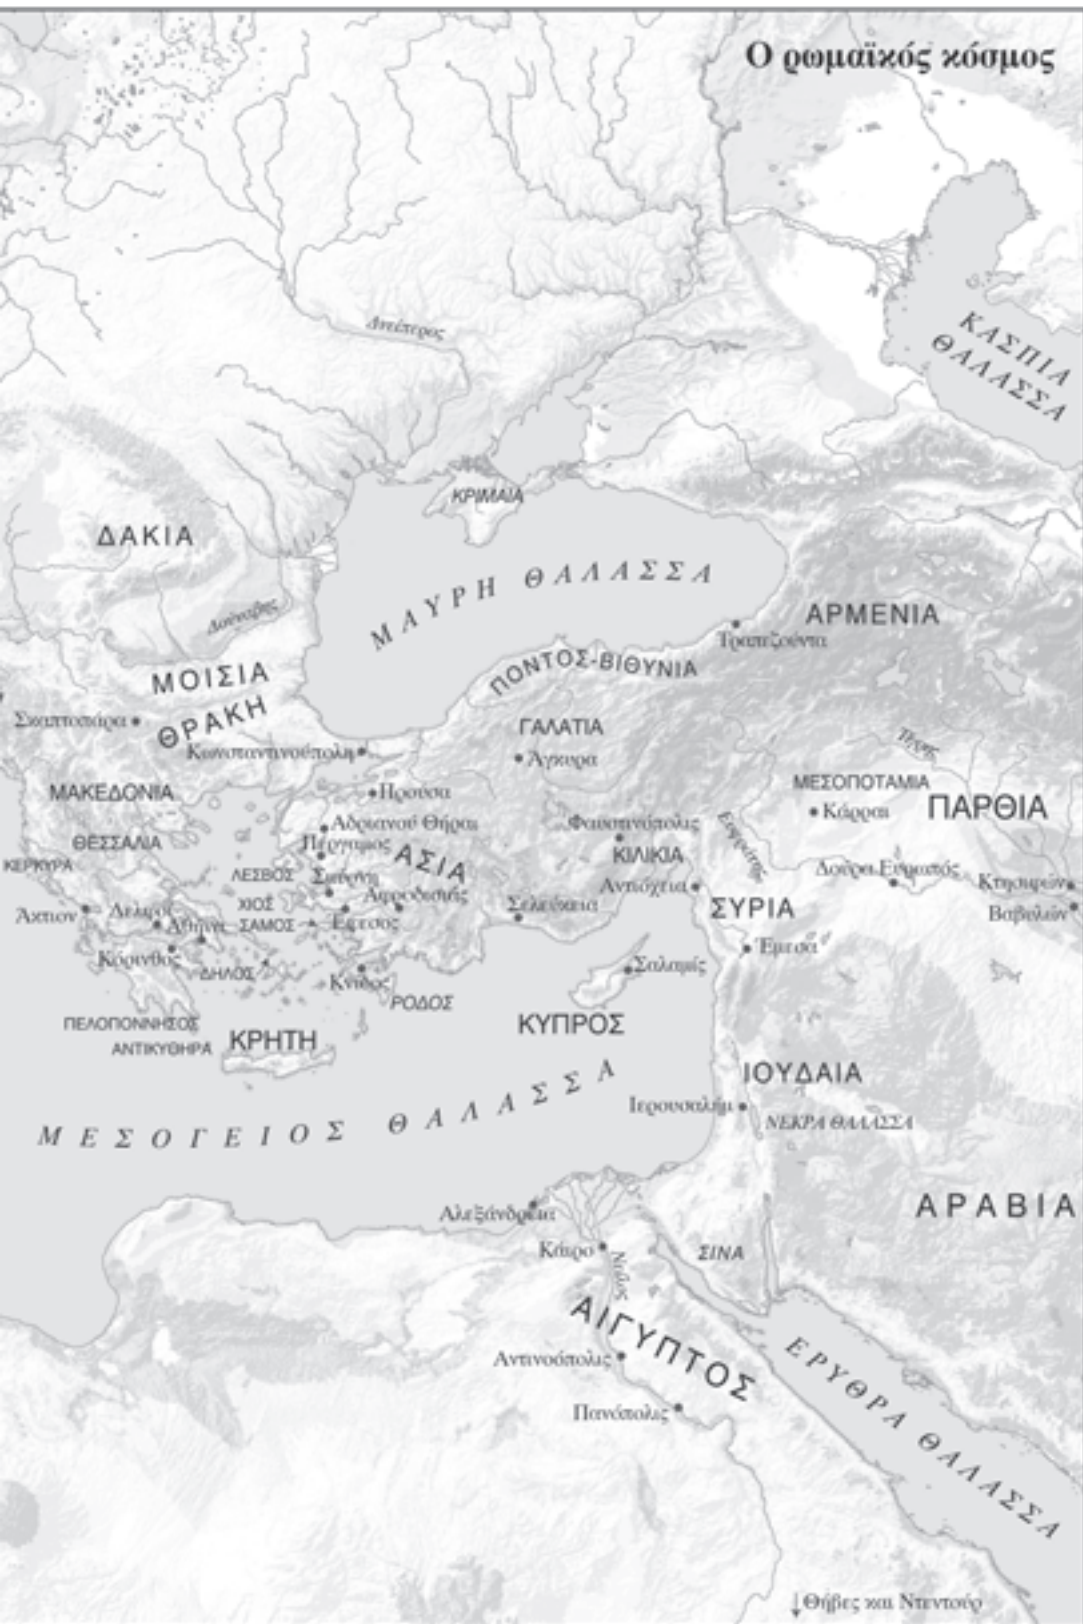 Ο ρωμαϊκός κόσμος
ΚΑΣΠΙΑ
ΘΑΛΑΣΣΑ
Δνείπερος
ΚΡΙΜΑΙΑ
ΔΑΚΙΑ
ΜΑΥΡΗ ΘΑΛΑΣΣΑ
Δούναβης
ΑΡΜΕΝΙΑ
Τραπεζούντα
ΠΟΝΤΟΣ-ΒΙΘΥΝΙΑ
ΜΟΙΣΙΑ
Σκαπτοπάρα
ΘΡΑΚΗ
ΓΑΛΑΤΙΑ
Κωνσταντινούπολη
Άγκυρα
Τίγρης
ΜΕΣΟΠΟΤΑΜΙΑ
ΜΑΚΕΔΟΝΙΑ
Προύσα
Κάρραι
ΠΑΡΘΙΑ
Αδριανού Θήραι
Φαυστινόπολις
Ευφράτης
ΘΕΣΣΑΛΙΑ
Πέργαμος
ΑΣΙΑ
ΚΙΛΙΚΙΑ
ΚΕΡΚΥΡΑ
ΛΕΣΒΟΣ
Σμύρνη
Δούρα Ευρωπός
Κτησιφών
Αντιόχεια
ΧΙΟΣ
Αφροδισιάς
Σελεύκεια
ΣΥΡΙΑ
Βαβυλών
Άκτιον
Δελφοί
Αθήνα
ΣΑΜΟΣ
Έφεσος
Έμεσα
Κόρινθος
ΔΗΛΟΣ
Κνίδος
Σαλαμίς
ΡΟΔΟΣ
ΠΕΛΟΠΟΝΝΗΣΟΣ
ΚΥΠΡΟΣ
ΑΝΤΙΚΥΘΗΡΑ
ΚΡΗΤΗ
ΙΟΥΔΑΙΑ
ΜΕΣΟΓΕΙΟΣ ΘΑΛΑΣΣΑ
Ιερουσαλήμ
ΝΕΚΡΑ ΘΑΛΑΣΣΑ
ΑΡΑΒΙΑ
Αλεξάνδρεια
Κάιρο
Νείλος
ΣΙΝΑ
ΑΙΓΥΠΤΟΣ
Αντινοόπολις
ΕΡΥΘΡΑ ΘΑΛΑΣΣΑ
Πανόπολις
↓Θήβες και Ντεντούρ